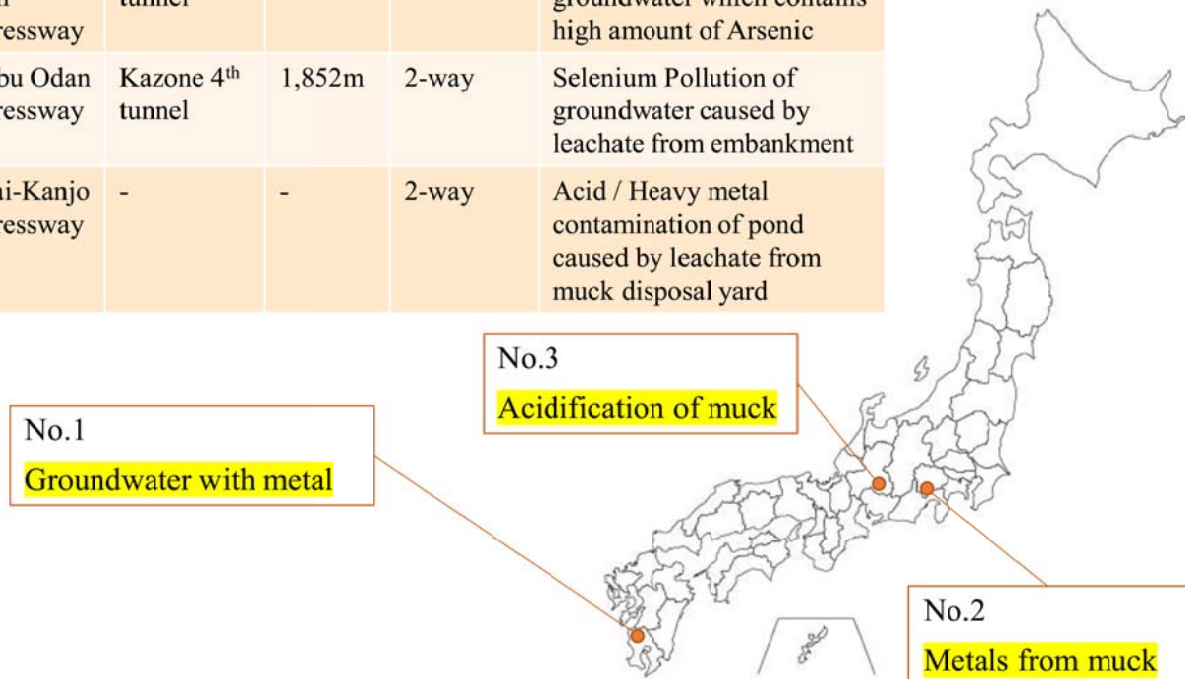 tunnel
groundwater which contains
ressway
high amount of Arsenic
bu Odan Kazone 4th 1,852m 2-way Selenium Pollution of
ressway tunnel groundwater caused by
leachate from embankment
ai-Kanjo - - 2-way Acid / Heavy metal
ressway contamination of pond
caused by leachate from
muck disposal yard
No.3
Acidification of muck
No.1
Groundwater with metal
No.2
Metals from muck